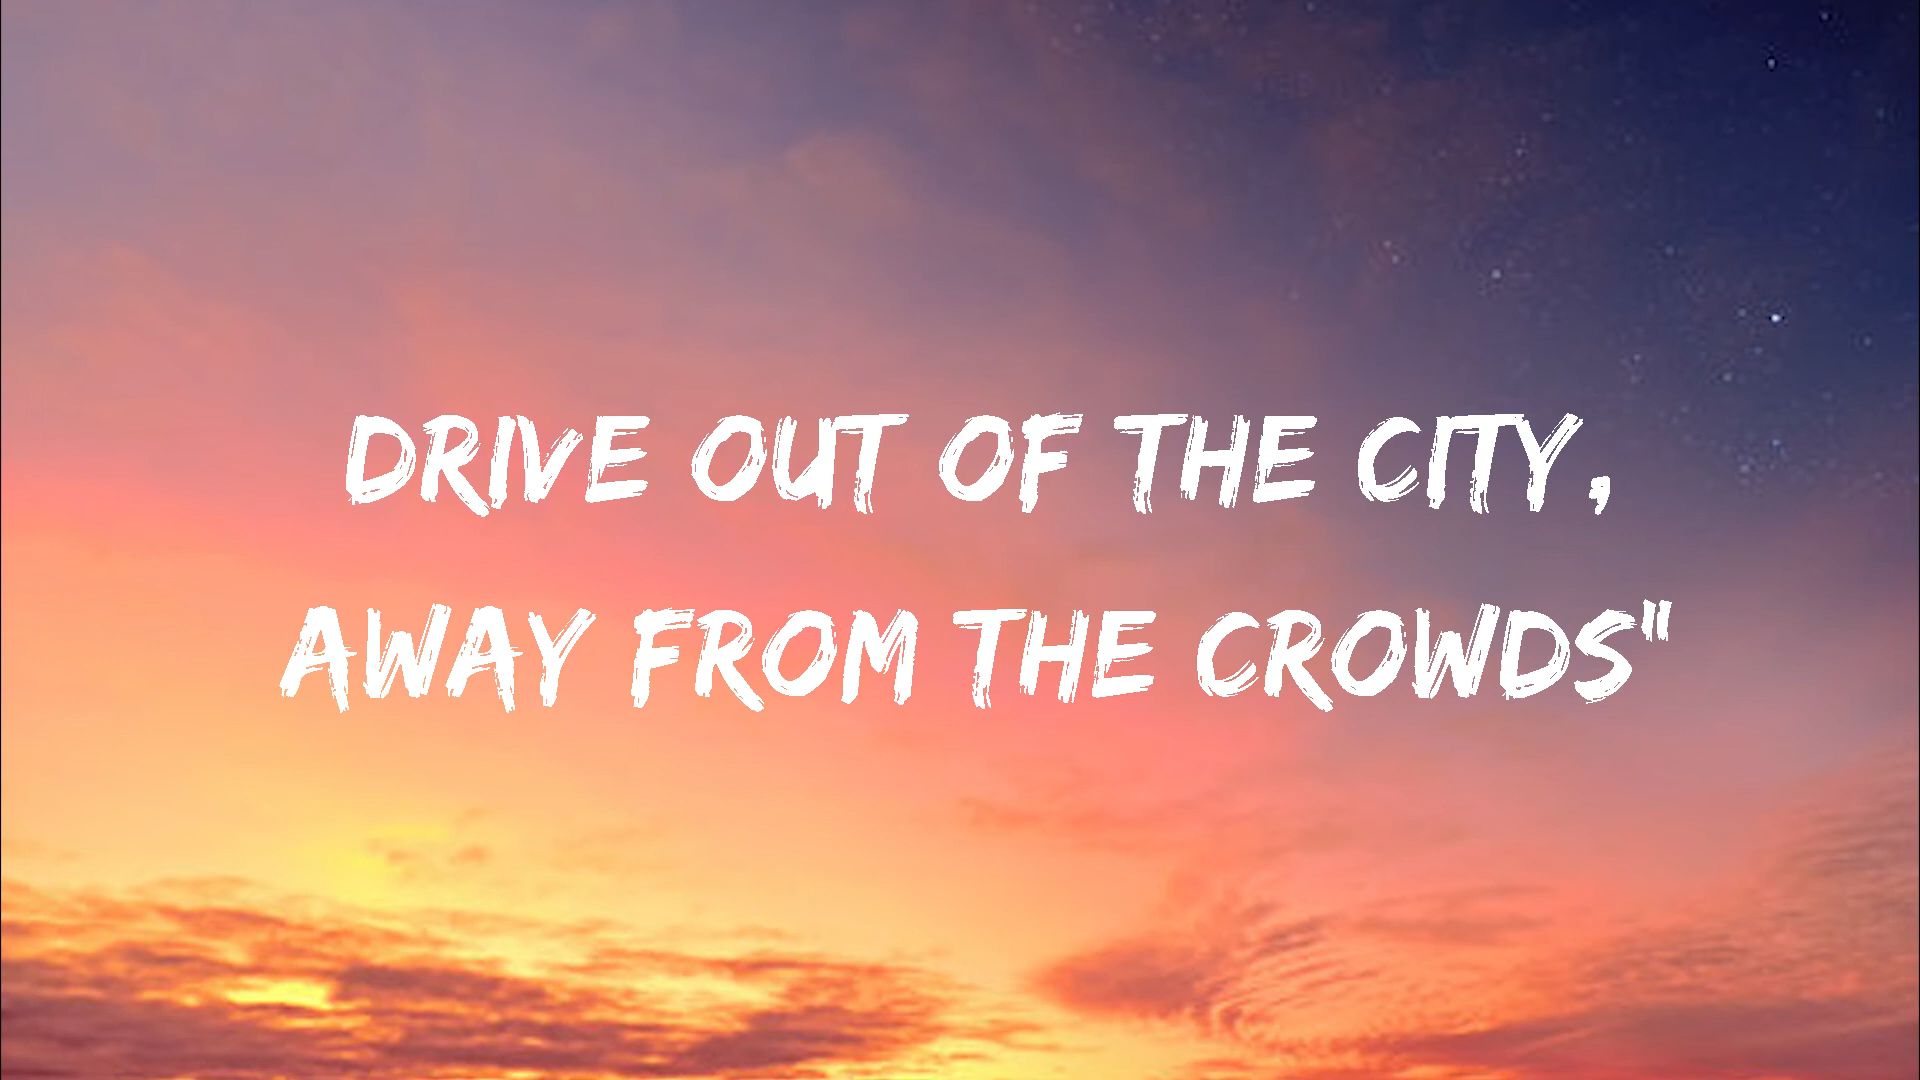 DRIVE OUT OF THE CITY,
AWAY FROM THE CROWDS"